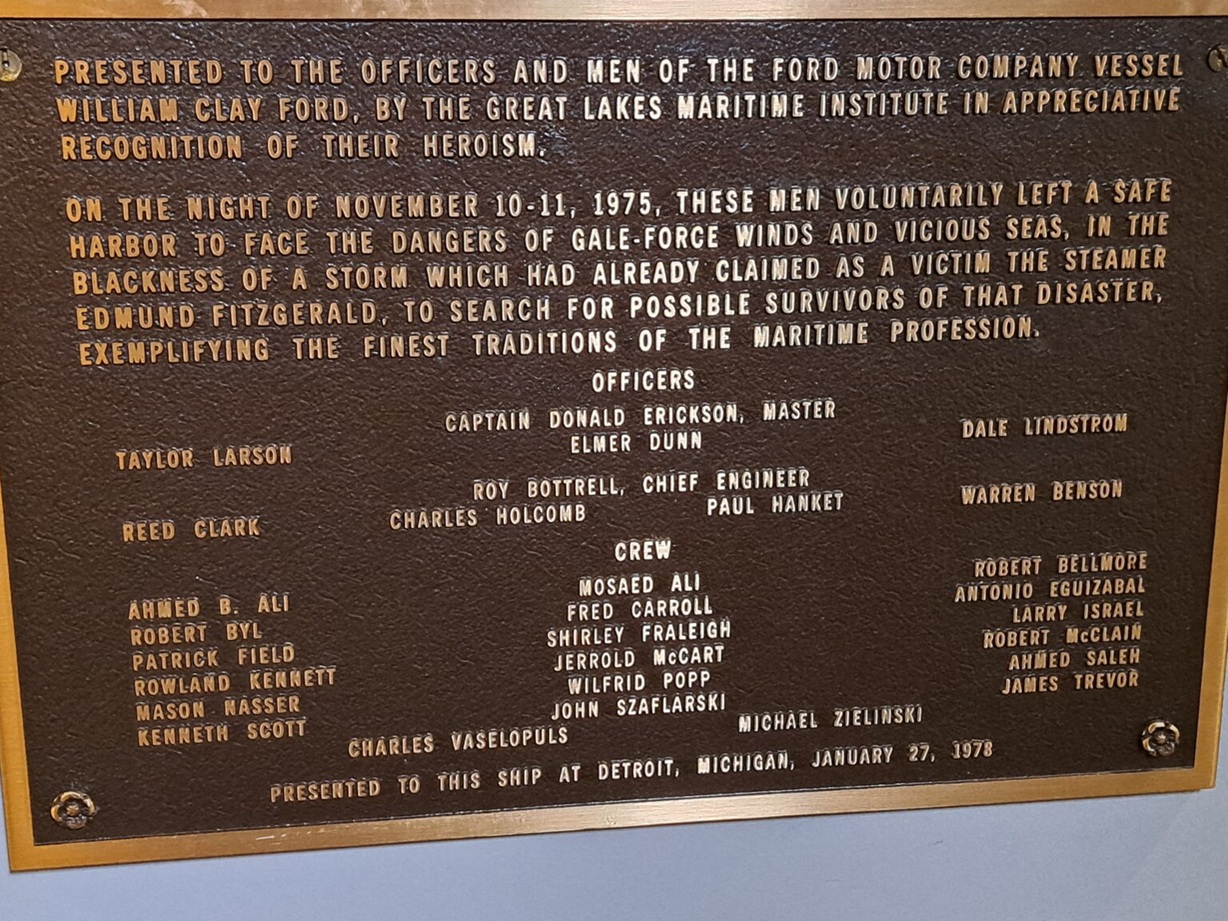 PRESENTED TO THE OFFICERS AND MEN OF THE FORD MOTOR COMPANY VESSEL
WILLIAM CLAY FORD, BY THE GREAT LAKES MARITIME INSTITUTE IN APPRECIATIVE
RECOGNITION OF THEIR HEROISM.
ON THE NIGHT OF NOVEMBER 10-11, 1975, THESE MEN VOLUNTARILY LEFT A SAFE
HARBOR TO FACE THE DANGERS OF GALE-FORCE WINDS AND VICIOUS SEAS, IN THE
BLACKNESS OF A STORM WHICH HAD ALREADY CLAIMED AS A VICTIM THE STEAMER
EDMUND FITZGERALD, TO SEARCH FOR POSSIBLE SURVIVORS OF THAT DISASTER,
EXEMPLIFYING THE FINEST TRADITIONS OF THE MARITIME PROFESSION.
OFFICERS
CAPTAIN DONALD ERICKSON, MASTER
TAYLOR LARSON ELMER DUNN DALE LINDSTROM
ROY BOTTRELL, CHIEF ENGINEER
REED CLARK CHARLES HOLCOMB PAUL HANKET WARREN BENSON
CREW
AHMED B. ALI MOSAED ALI ROBERT BELLMORE
ROBERT BYL FRED CARROLL ANTONIO EGUIZABAL
PATRICK FIELD SHIRLEY FRALEIGH LARRY ISRAEL
ROWLAND KENNETT JERROLD McCART ROBERT McCLAIN
MASON NASSER WILFRID POPP AHMED SALEH
KENNETH SCOTT JOHN SZAFLARSKI JAMES TREVOR
CHARLES VASELOPULS MICHAEL ZIELINSKI
PRESENTED TO THIS SHIP AT DETROIT, MICHIGAN, JANUARY 27, 1978